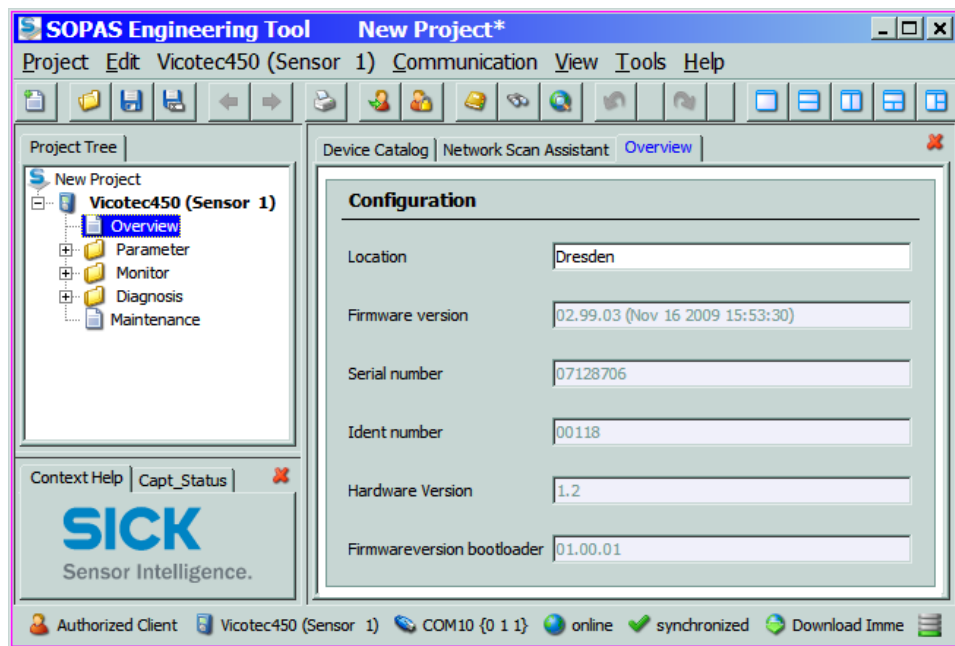 SOPAS Engineering Tool New Project*
Project Edit Vicotec450 (Sensor 1) Communication View Tools Help
Project Tree
New Project
Vicotec450 (Sensor 1)
Overview
Parameter
Monitor
Diagnosis
Maintenance
Context Help Capt_Status
SICK
Sensor Intelligence.
Device Catalog Network Scan Assistant Overview
Configuration
Location Dresden
Firmware version 02.99.03 (Nov 16 2009 15:53:30)
Serial number 07128706
Ident number 00118
Hardware Version 1.2
Firmwareversion bootloader 01.00.01
Authorized Client Vicotec450 (Sensor 1) COM10 {0 1 1} online synchronized Download Imme